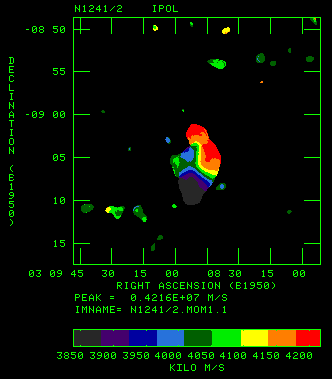 N1241/2 IPOL
-08 50
55
-09 00
05
10
15
DECLINATION (B1950)
03 09 45 30 15 00 08 30 15 00
RIGHT ASCENSION (B1950)
PEAK = 0.4216E+07 M/S
IMNAME= N1241/2.MOM1.1
3850 3900 3950 4000 4050 4100 4150 4200
KILO M/S